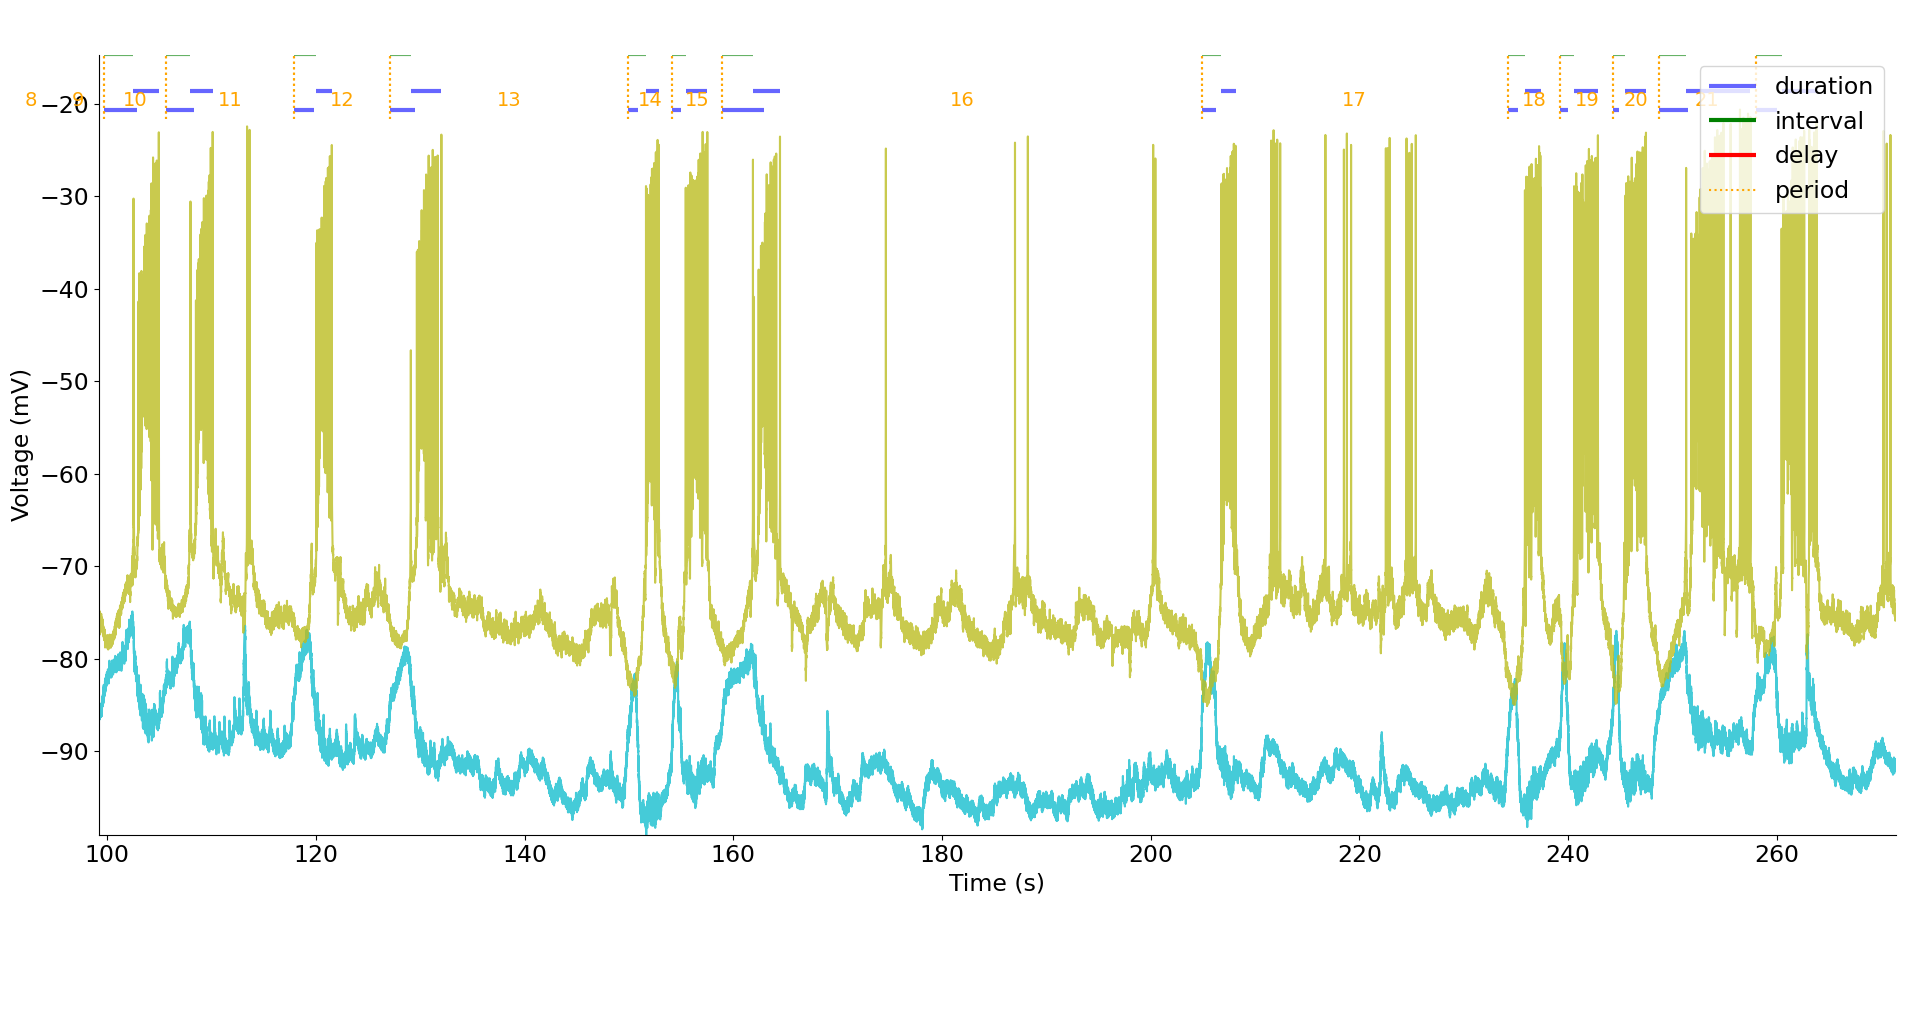 8 9 10 11 12 13 14 15 16 17 18 19 20 21
duration
interval
delay
period
−20
−30
−40
−50
−60
−70
−80
−90
Voltage (mV)
100 120 140 160 180 200 220 240 260
Time (s)